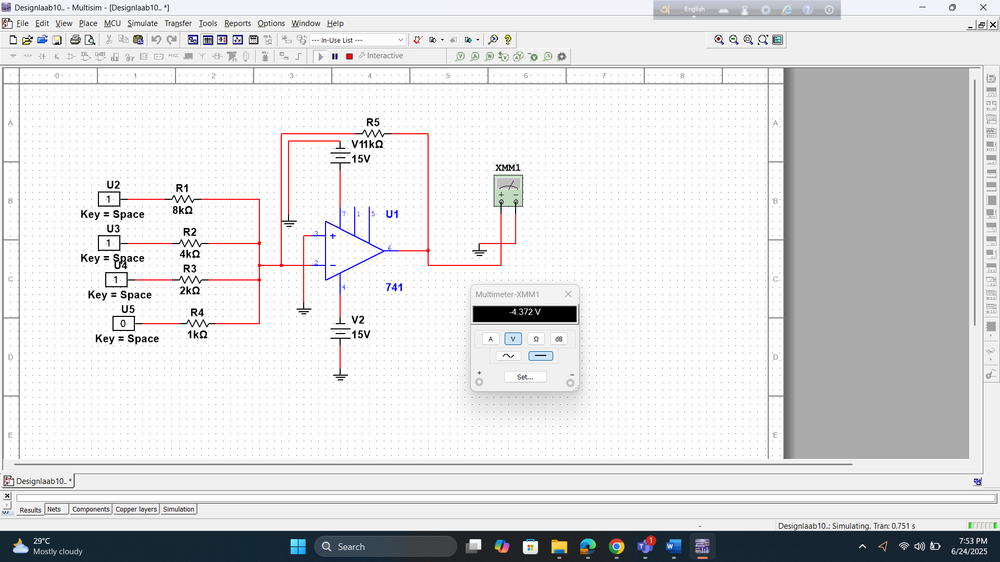 Designlaab10.. - Multisim - [Designlaab10.. *]
English
File Edit View Place MCU Simulate Transfer Tools Reports Options Window Help
--- In-Use List ---
MISC
Interactive
0 1 2 3 4 5 6 7 8
A
A
B
B
C
C
D
D
E
E
R5
V11kΩ
15V
XMM1
+ −
U2
1
Key = Space
R1
8kΩ
U3
1
Key = Space
R2
4kΩ
U4
1
Key = Space
R3
2kΩ
U5
0
Key = Space
R4
1kΩ
7 1 5
U1
3
+
6
2
−
4
741
V2
15V
Multimeter-XMM1
-4.372 V
A V Ω dB
+ −
Set...
Designlaab10.. *
Results Nets Components Copper layers Simulation
-
Designlaab10..: Simulating. Tran: 0.751 s
29°C
Mostly cloudy
Search
1
7:53 PM
6/24/2025